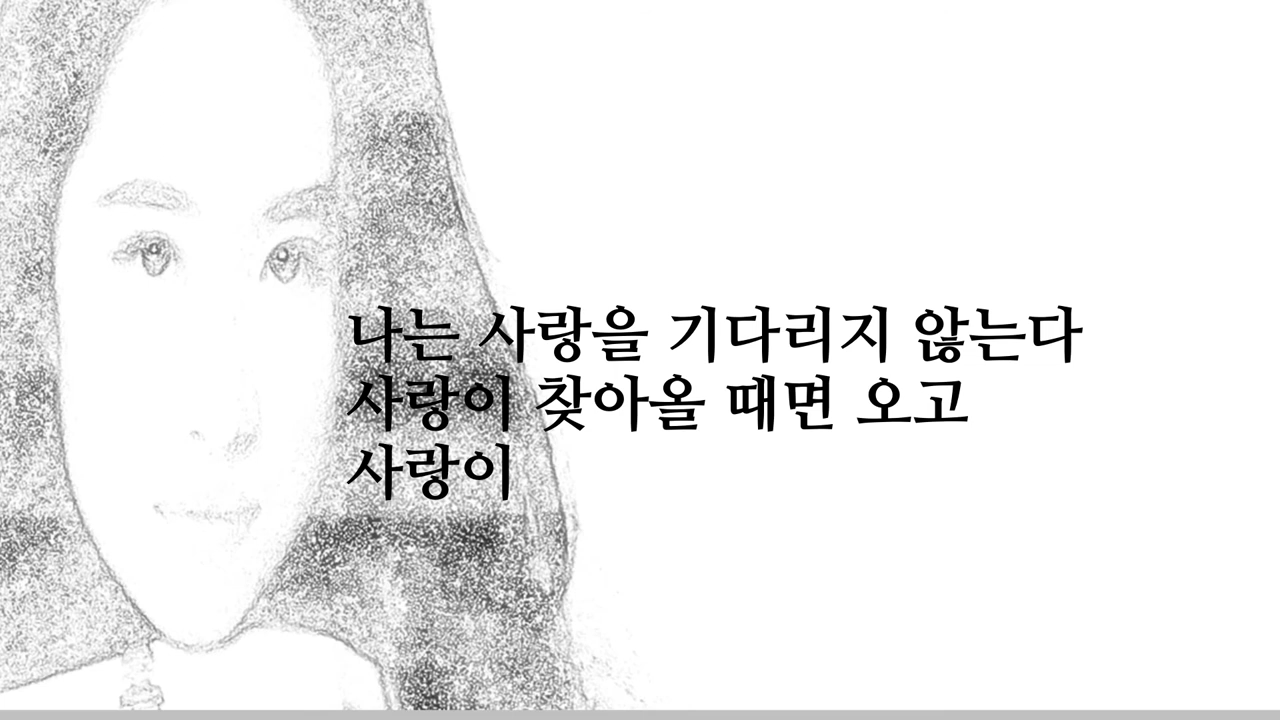 나는 사랑을 기다리지 않는다
사랑이 찾아올 때면 오고
사랑이